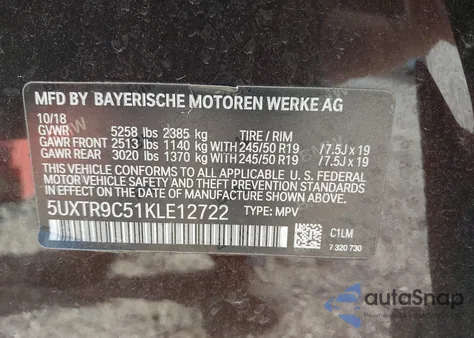 MFD BY BAYERISCHE MOTOREN WERKE AG
10/18
GVWR 5258 lbs 2385 kg TIRE / RIM
GAWR FRONT 2513 lbs 1140 kg WITH 245/50 R19 /7.5J x 19
GAWR REAR 3020 lbs 1370 kg WITH 245/50 R19 /7.5J x 19
THIS VEHICLE CONFORMS TO ALL APPLICABLE U. S. FEDERAL
MOTOR VEHICLE SAFETY STANDARDS IN
EFFECT ON THE DATE OF MANUFACTURE SHOWN ABOVE.
5UXTR9C51KLE12722 TYPE: MPV
C1LM
7 320 730
autoSnap